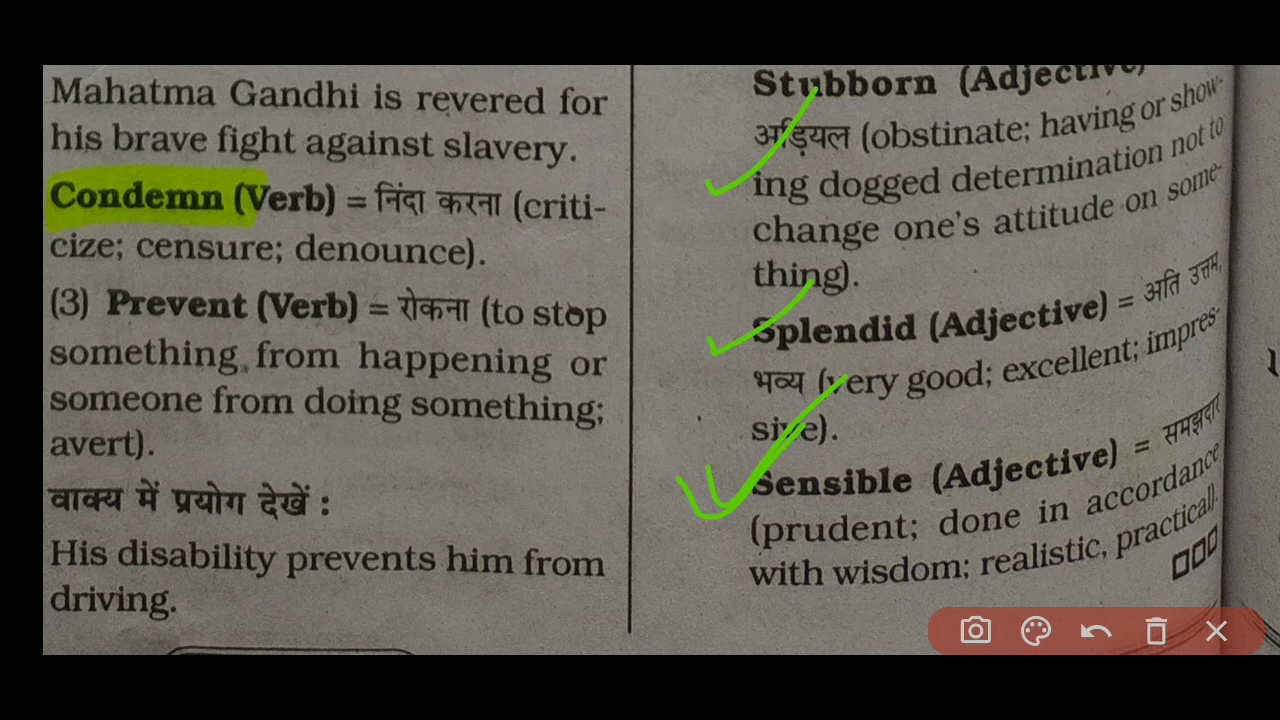 Mahatma Gandhi is revered for
his brave fight against slavery.
Condemn (Verb) = निंदा करना (criti-
cize; censure; denounce).
(3) Prevent (Verb) = रोकना (to stop
something from happening or
someone from doing something;
avert).
वाक्य में प्रयोग देखें :
His disability prevents him from
driving.
Stubborn (Adjective)
अड़ियल (obstinate; having or show-
ing dogged determination not to
change one's attitude on some-
thing).
Splendid (Adjective) = अति उत्तम,
भव्य (very good; excellent; impres-
sive).
Sensible (Adjective) = समझदार
(prudent; done in accordance
with wisdom; realistic, practical).